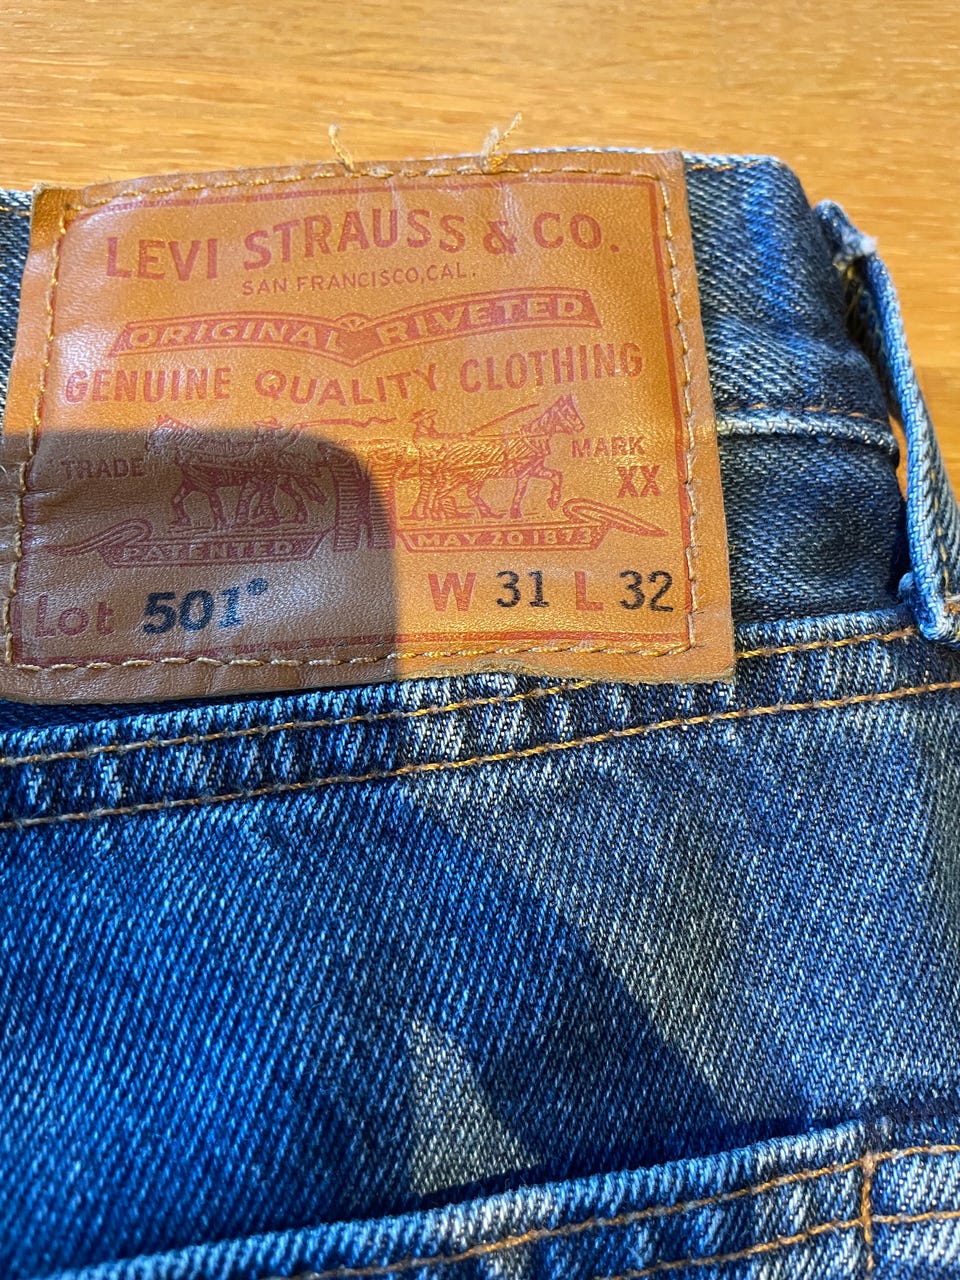 LEVI STRAUSS & CO.
SAN FRANCISCO, CAL.
ORIGINAL RIVETED
GENUINE QUALITY CLOTHING
TRADE MARK
XX
PATENTED MAY 20 1873
Lot 501® W 31 L 32